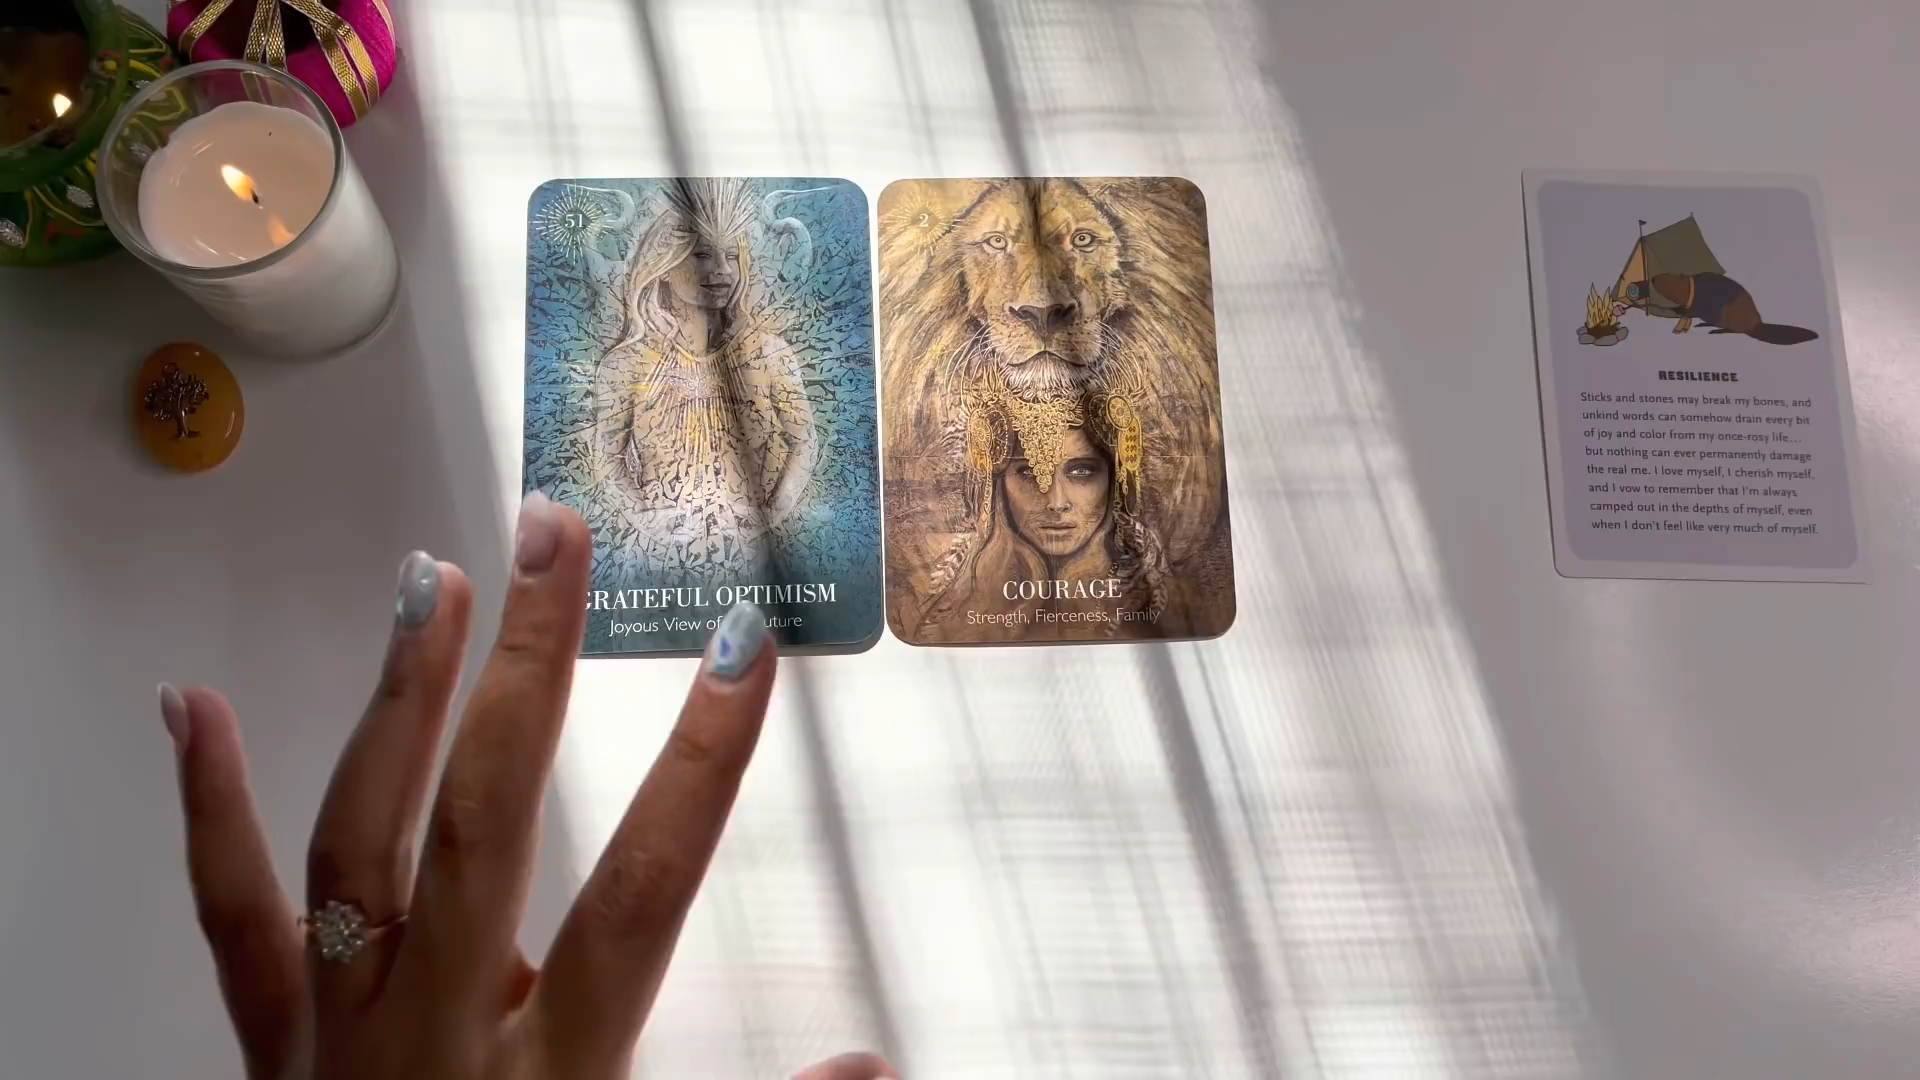 51
GRATEFUL OPTIMISM
Joyous View of
2
COURAGE
Strength, Fierceness, Family
RESILIENCE
Sticks and stones may break my bones, and
unkind words can somehow drain every bit
of joy and color from my once-rosy life...
but nothing can ever permanently damage
the real me. I love myself, I cherish myself,
and I vow to remember that I'm always
camped out in the depths of myself, even
when I don't feel like very much of myself.